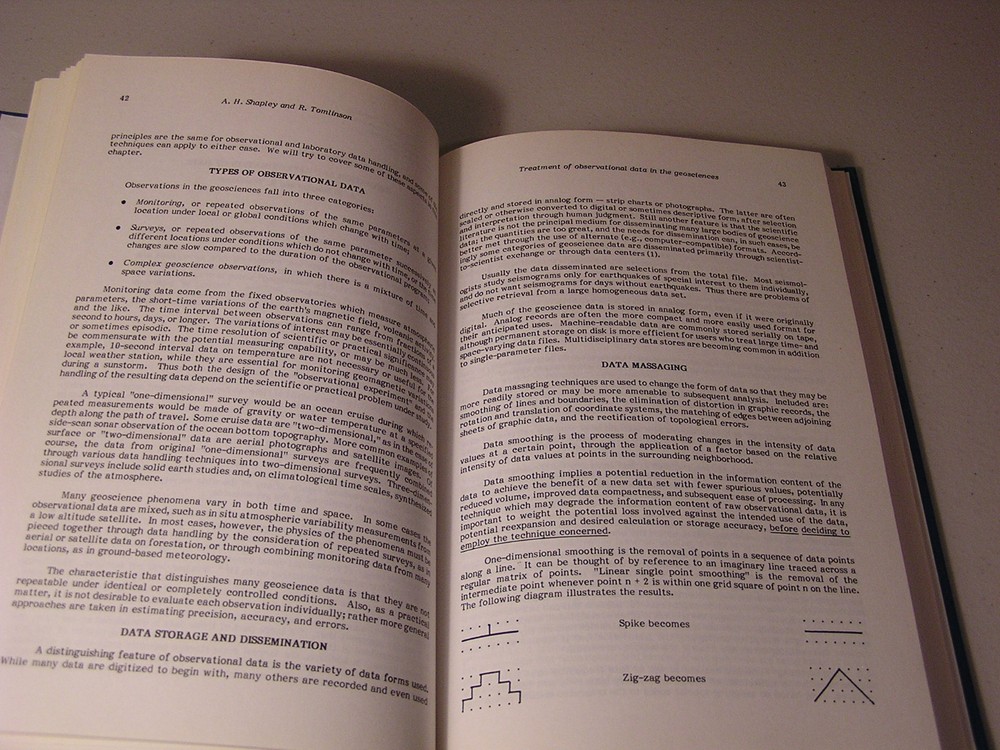 42
A. H. Shapley and R. Tomlinson
principles are the same for observational and laboratory data handling, and some of the
techniques can apply to either case. We will try to cover some of these aspects in this
chapter.
TYPES OF OBSERVATIONAL DATA
Observations in the geosciences fall into three categories:
• Monitoring, or repeated observations of the same parameters at
location under local or global conditions which change with time;
• Surveys, or repeated observations of the same parameter successively
different locations under conditions which do not change with time, or the
changes are slow compared to the duration of the observational program
• Complex geoscience observations, in which there is a mixture of time and
space variations.
Monitoring data come from the fixed observatories which measure atmospheric
parameters, the short-time variations of the earth's magnetic field, volcanic activity
and the like. The time interval between observations can range from fractions
second to hours, days, or longer. The variations of interest may be essentially continuous
or sometimes episodic. The time resolution of scientific or practical significance
be commensurate with the potential measuring capability, or may be much less. For
example, 10-second interval data on temperature are not necessary or useful for the
local weather station, while they are essential for monitoring geomagnetic variations
during a sunstorm. Thus both the design of the "observational experiment" and the
handling of the resulting data depend on the scientific or practical problem under study.
A typical "one-dimensional" survey would be an ocean cruise during which re-
peated measurements would be made of gravity or water temperature at a specified
depth along the path of travel. Some cruise data are "two-dimensional," as in the case of
side-scan sonar observation of the ocean bottom topography. More common examples of
surface or "two-dimensional" data are aerial photographs and satellite images. Of
course, the data from original "one-dimensional" surveys are frequently combined
through various data handling techniques into two-dimensional surveys. Three-dimen-
sional surveys include solid earth studies and, on climatological time scales, synthesized
studies of the atmosphere.
Many geoscience phenomena vary in both time and space. In some cases the
observational data are mixed, such as in situ atmospheric variability measurements from
a low altitude satellite. In most cases, however, the physics of the phenomena must be
pieced together through data handling by the consideration of repeated surveys, as in
aerial or satellite data on forestation, or through combining monitoring data from many
locations, as in ground-based meteorology.
The characteristic that distinguishes many geoscience data is that they are not
repeatable under identical or completely controlled conditions. Also, as a practical
matter, it is not desirable to evaluate each observation individually; rather more general
approaches are taken in estimating precision, accuracy, and errors.
DATA STORAGE AND DISSEMINATION
A distinguishing feature of observational data is the variety of data forms used.
While many data are digitized to begin with, many others are recorded and even used
Treatment of observational data in the geosciences
43
directly and stored in analog form — strip charts or photographs. The latter are often
scaled or otherwise converted to digital or sometimes descriptive form, after selection
and interpretation through human judgment. Still another feature is that the scientific
literature is not the principal medium for disseminating many large bodies of geoscience
data; the quantities are too great, and the needs for dissemination can, in such cases, be
better met through the use of alternate (e.g., computer-compatible) formats. Accord-
ingly some categories of geoscience data are disseminated primarily through scientist-
to-scientist exchange or through data centers (1).
Usually the data disseminated are selections from the total file. Most seismol-
ogists study seismograms only for earthquakes of special interest to them individually,
and do not want seismograms for days without earthquakes. Thus there are problems of
selective retrieval from a large homogeneous data set.
Much of the geoscience data is stored in analog form, even if it were originally
digital. Analog records are often the more compact and more easily used format for
their anticipated uses. Machine-readable data are commonly stored serially on tape,
although permanent storage on disk is more efficient for users who treat large time- and
space-varying data files. Multidisciplinary data stores are becoming common in addition
to single-parameter files.
DATA MASSAGING
Data massaging techniques are used to change the form of data so that they may be
more readily stored or may be more amenable to subsequent analysis. Included are:
smoothing of lines and boundaries, the elimination of distortion in graphic records, the
rotation and translation of coordinate systems, the matching of edges between adjoining
sheets of graphic data, and the rectification of topological errors.
Data smoothing is the process of moderating changes in the intensity of data
values at a certain point, through the application of a factor based on the relative
intensity of data values at points in the surrounding neighborhood.
Data smoothing implies a potential reduction in the information content of the
data to achieve the benefit of a new data set with fewer spurious values, potentially
reduced volume, improved data compactness, and subsequent ease of processing. In any
technique which may degrade the information content of raw observational data, it is
important to weight the potential loss involved against the intended use of the data,
potential reexpansion and desired calculation or storage accuracy, before deciding to
employ the technique concerned.
One-dimensional smoothing is the removal of points in a sequence of data points
along a line. It can be thought of by reference to an imaginary line traced across a
regular matrix of points. "Linear single point smoothing" is the removal of the
intermediate point whenever point n + 2 is within one grid square of point n on the line.
The following diagram illustrates the results.
Spike becomes
Zig-zag becomes